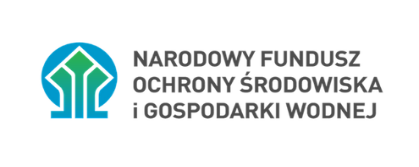 NARODOWY FUNDUSZ
OCHRONY ŚRODOWISKA
i GOSPODARKI WODNEJ